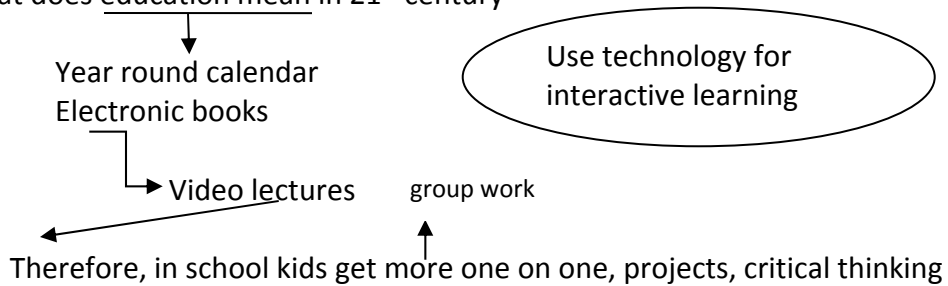 at does education mean in 21 century
Year round calendar
Electronic books
Use technology for
interactive learning
Video lectures
group work
Therefore, in school kids get more one on one, projects, critical thinking